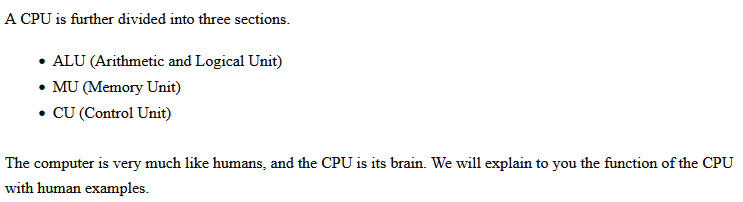 A CPU is further divided into three sections.
• ALU (Arithmetic and Logical Unit)
• MU (Memory Unit)
• CU (Control Unit)
The computer is very much like humans, and the CPU is its brain. We will explain to you the function of the CPU
with human examples.